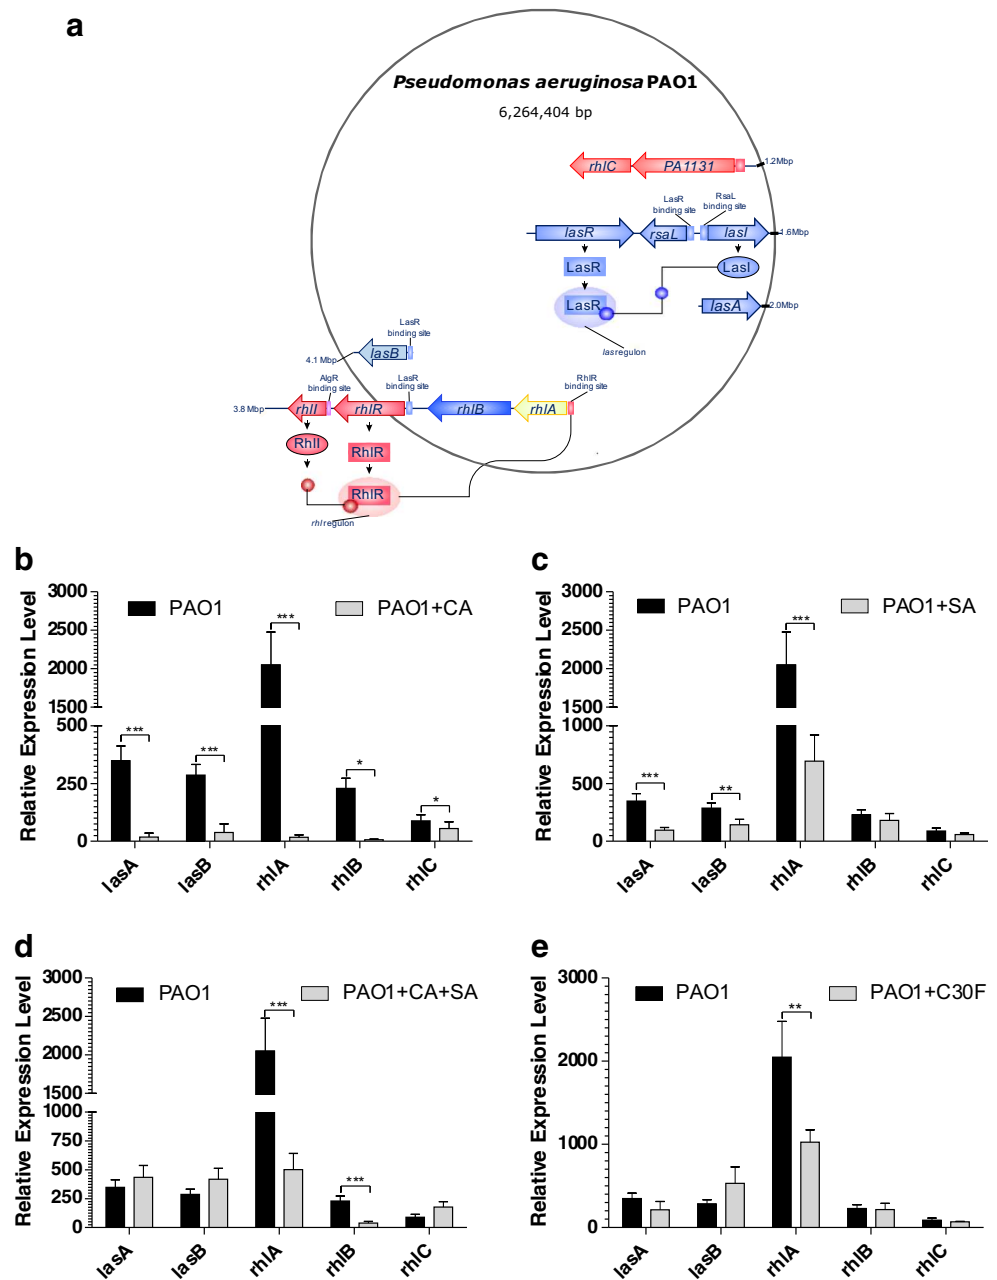 a
Pseudomonas aeruginosa PAO1
6,264,404 bp
rhlC
PA1131
1.2Mbp
LasR
binding site
RsaL
binding site
lasR
rsaL
lasI
1.6Mbp
LasR
LasI
LasR
lasA
2.0Mbp
las regulon
LasR
binding site
lasB
4.1 Mbp
AlgR
binding site
LasR
binding site
RhlR
binding site
3.8 Mbp
rhlI
rhlR
rhlB
rhlA
RhlI
RhlR
RhlR
rhl regulon
b
Relative Expression Level
3000
2500
2000
1500
500
250
0
PAO1
PAO1+CA
***
***
***
*
*
lasA
lasB
rhlA
rhlB
rhlC
c
Relative Expression Level
3000
2500
2000
1500
1000
500
0
PAO1
PAO1+SA
***
**
***
lasA
lasB
rhlA
rhlB
rhlC
d
Relative Expression Level
3000
2500
2000
1500
1000
750
500
250
0
PAO1
PAO1+CA+SA
***
***
lasA
lasB
rhlA
rhlB
rhlC
e
Relative Expression Level
3000
2000
1000
0
PAO1
PAO1+C30F
**
lasA
lasB
rhlA
rhlB
rhlC